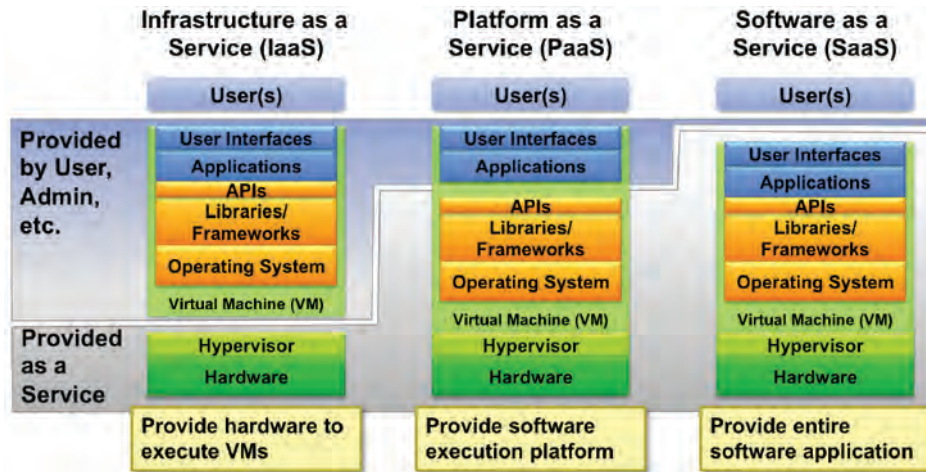 Infrastructure as a
Service (IaaS)
Platform as a
Service (PaaS)
Software as a
Service (SaaS)
User(s)
User(s)
User(s)
Provided
by User,
Admin,
etc.
User Interfaces
Applications
APIs
Libraries/
Frameworks
Operating System
Virtual Machine (VM)
User Interfaces
Applications
APIs
Libraries/
Frameworks
Operating System
Virtual Machine (VM)
User Interfaces
Applications
APIs
Libraries/
Frameworks
Operating System
Virtual Machine (VM)
Provided
as a
Service
Hypervisor
Hardware
Hypervisor
Hardware
Hypervisor
Hardware
Provide hardware to
execute VMs
Provide software
execution platform
Provide entire
software application